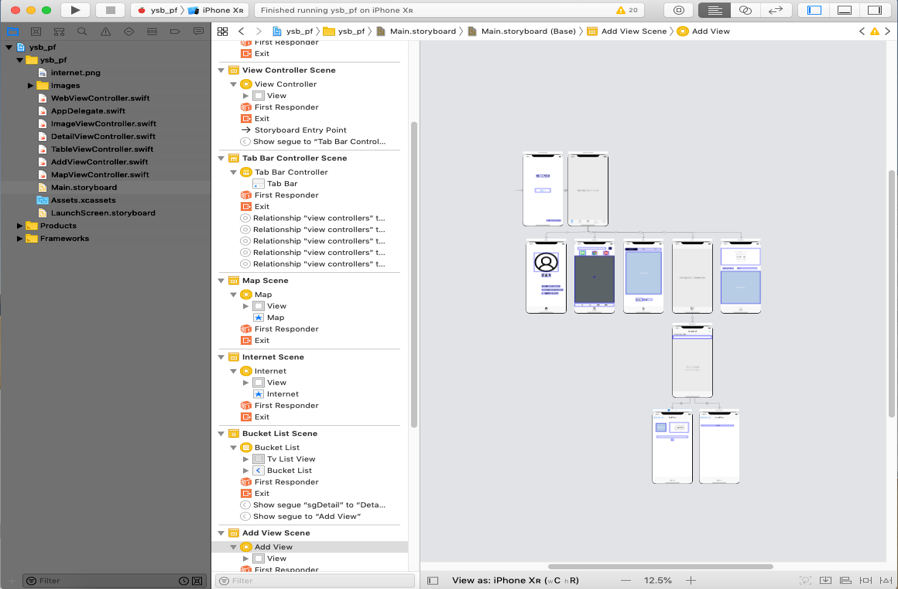 ysb_pf
iPhone XR
Finished running ysb_pf on iPhone XR
20
ysb_pf
ysb_pf
Main.storyboard
Main.storyboard (Base)
Add View Scene
Add View
ysb_pf
ysb_pf
internet.png
Images
WebViewController.swift
AppDelegate.swift
ImageViewController.swift
DetailViewController.swift
TableViewController.swift
AddViewController.swift
MapViewController.swift
Main.storyboard
Assets.xcassets
LaunchScreen.storyboard
Products
Frameworks
Filter
First Responder
Exit
View Controller Scene
View Controller
View
First Responder
Exit
Storyboard Entry Point
Show segue to "Tab Bar Control...
Tab Bar Controller Scene
Tab Bar Controller
Tab Bar
First Responder
Exit
Relationship "view controllers" t...
Relationship "view controllers" t...
Relationship "view controllers" t...
Relationship "view controllers" t...
Relationship "view controllers" t...
Map Scene
Map
View
Map
First Responder
Exit
Internet Scene
Internet
View
Internet
First Responder
Exit
Bucket List Scene
Bucket List
Tv List View
Bucket List
First Responder
Exit
Show segue "sgDetail" to "Deta...
Show segue to "Add View"
Add View Scene
Add View
View
First Responder
Filter
View as: iPhone XR (wC hR)
12.5%